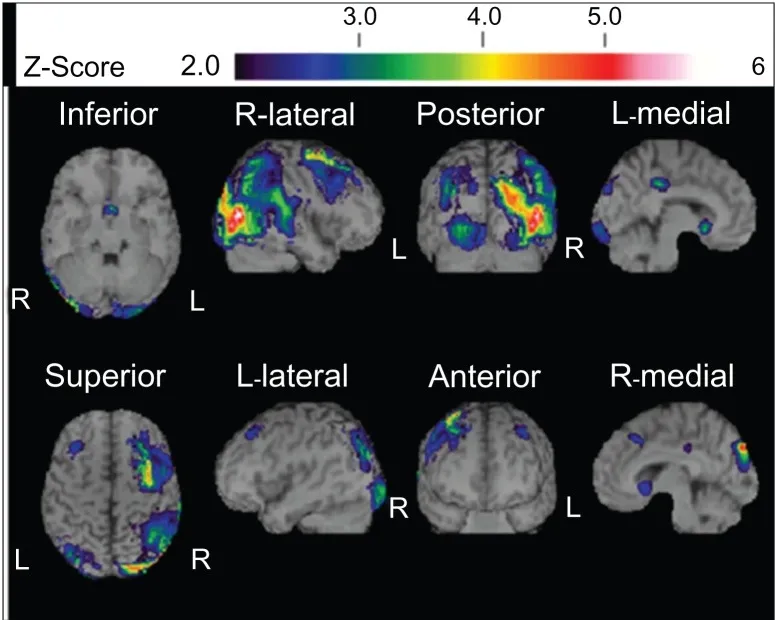 3.0 4.0 5.0
Z-Score 2.0 6
Inferior R-lateral Posterior L-medial
L R
R L
Superior L-lateral Anterior R-medial
R L
L R